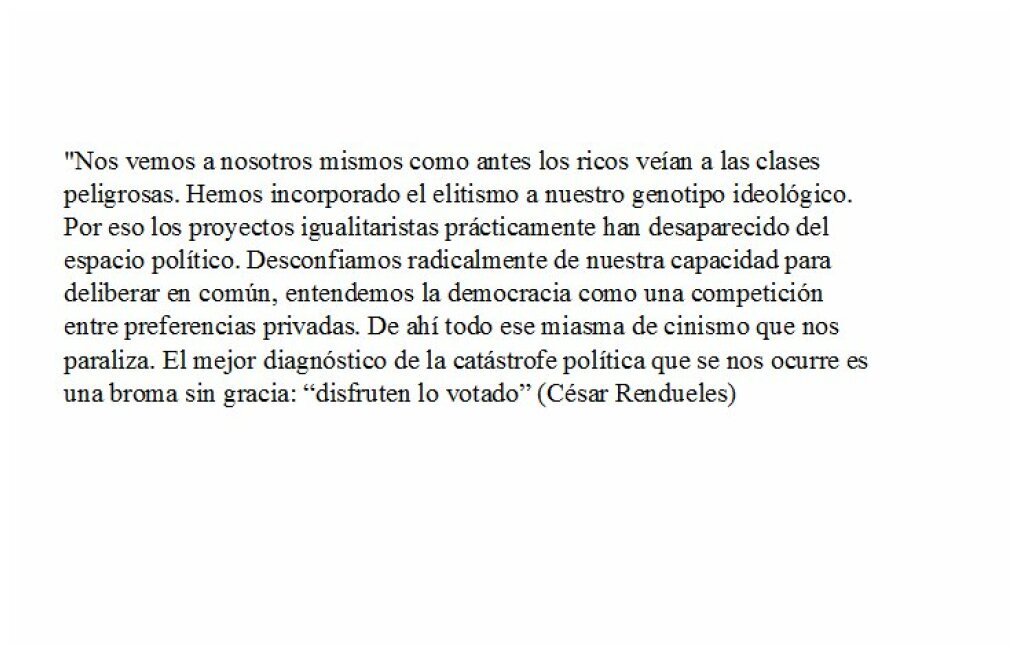 "Nos vemos a nosotros mismos como antes los ricos veían a las clases
peligrosas. Hemos incorporado el elitismo a nuestro genotipo ideológico.
Por eso los proyectos igualitaristas prácticamente han desaparecido del
espacio político. Desconfiamos radicalmente de nuestra capacidad para
deliberar en común, entendemos la democracia como una competición
entre preferencias privadas. De ahí todo ese miasma de cinismo que nos
paraliza. El mejor diagnóstico de la catástrofe política que se nos ocurre es
una broma sin gracia: “disfruten lo votado” (César Rendueles)